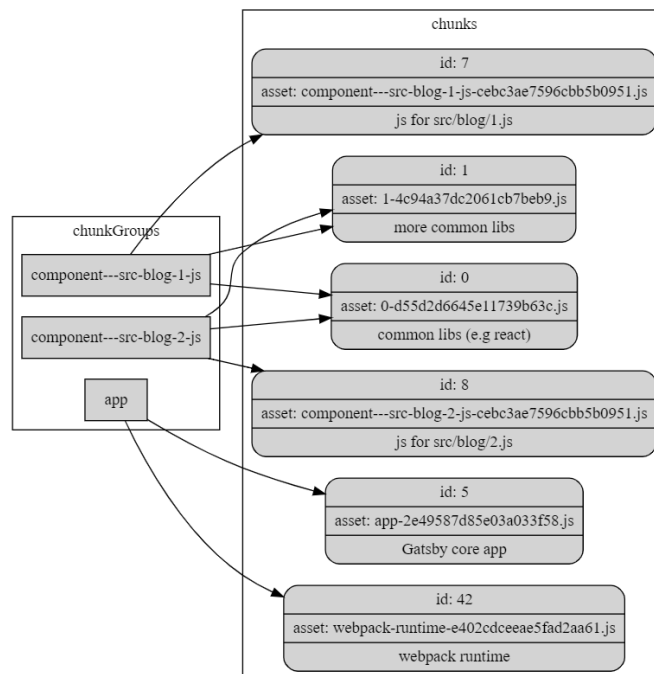 chunks
id: 7
asset: component---src-blog-1-js-cebc3ae7596cbb5b0951.js
js for src/blog/1.js
id: 1
asset: 1-4c94a37dc2061cb7beb9.js
more common libs
chunkGroups
component---src-blog-1-js
id: 0
asset: 0-d55d2d6645e11739b63c.js
common libs (e.g react)
component---src-blog-2-js
app
id: 8
asset: component---src-blog-2-js-cebc3ae7596cbb5b0951.js
js for src/blog/2.js
id: 5
asset: app-2e49587d85e03a033f58.js
Gatsby core app
id: 42
asset: webpack-runtime-e402cdceeae5fad2aa61.js
webpack runtime